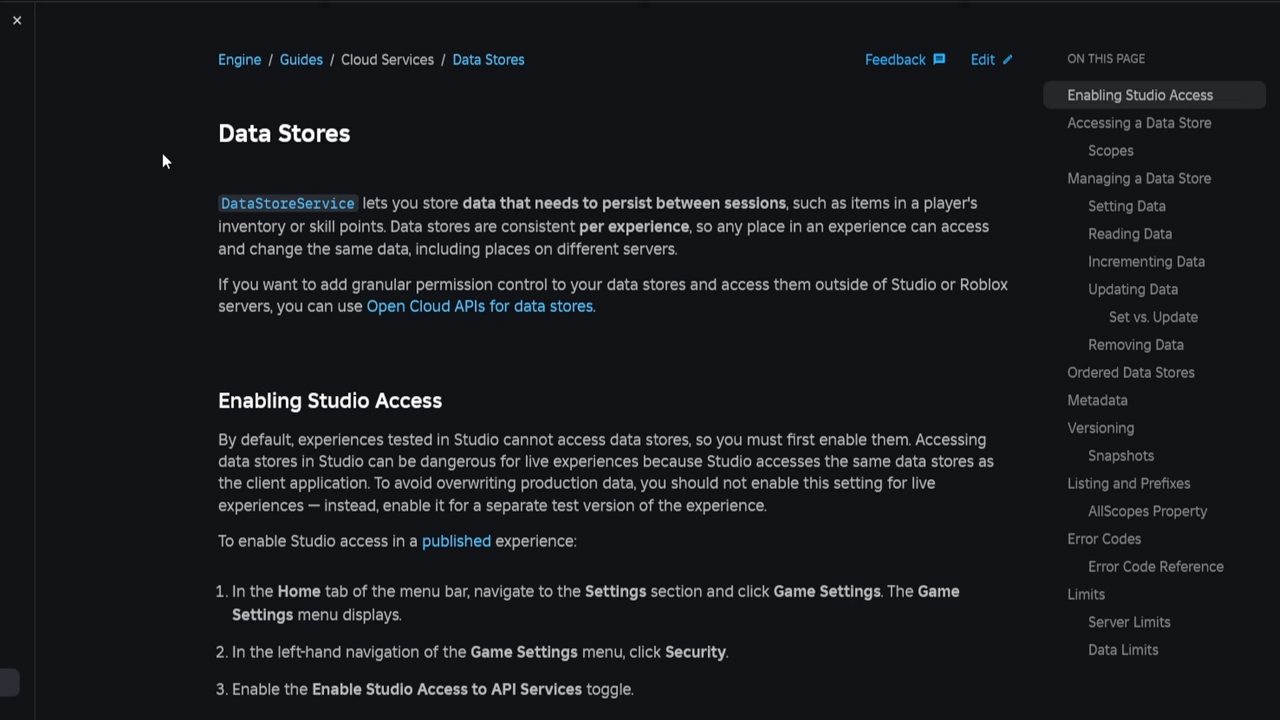 ×
Engine / Guides / Cloud Services / Data Stores
Feedback
Edit
Data Stores
DataStoreService lets you store data that needs to persist between sessions, such as items in a player's
inventory or skill points. Data stores are consistent per experience, so any place in an experience can access
and change the same data, including places on different servers.
If you want to add granular permission control to your data stores and access them outside of Studio or Roblox
servers, you can use Open Cloud APIs for data stores.
Enabling Studio Access
By default, experiences tested in Studio cannot access data stores, so you must first enable them. Accessing
data stores in Studio can be dangerous for live experiences because Studio accesses the same data stores as
the client application. To avoid overwriting production data, you should not enable this setting for live
experiences — instead, enable it for a separate test version of the experience.
To enable Studio access in a published experience:
1. In the Home tab of the menu bar, navigate to the Settings section and click Game Settings. The Game
Settings menu displays.
2. In the left-hand navigation of the Game Settings menu, click Security.
3. Enable the Enable Studio Access to API Services toggle.
ON THIS PAGE
Enabling Studio Access
Accessing a Data Store
Scopes
Managing a Data Store
Setting Data
Reading Data
Incrementing Data
Updating Data
Set vs. Update
Removing Data
Ordered Data Stores
Metadata
Versioning
Snapshots
Listing and Prefixes
AllScopes Property
Error Codes
Error Code Reference
Limits
Server Limits
Data Limits